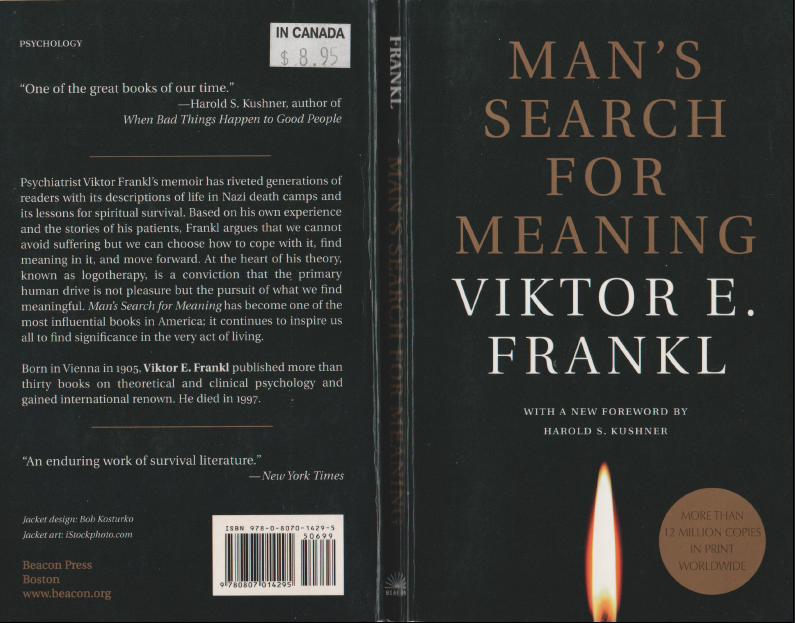 PSYCHOLOGY
IN CANADA
$ 8.95
“One of the great books of our time.”
—Harold S. Kushner, author of
When Bad Things Happen to Good People
Psychiatrist Viktor Frankl's memoir has riveted generations of
readers with its descriptions of life in Nazi death camps and
its lessons for spiritual survival. Based on his own experience
and the stories of his patients, Frankl argues that we cannot
avoid suffering but we can choose how to cope with it, find
meaning in it, and move forward. At the heart of his theory,
known as logotherapy, is a conviction that the primary
human drive is not pleasure but the pursuit of what we find
meaningful. Man's Search for Meaning has become one of the
most influential books in America; it continues to inspire us
all to find significance in the very act of living.
Born in Vienna in 1905, Viktor E. Frankl published more than
thirty books on theoretical and clinical psychology and
gained international renown. He died in 1997.
“An enduring work of survival literature.”
—New York Times
Jacket design: Bob Kosturko
Jacket art: iStockphoto.com
Beacon Press
Boston
www.beacon.org
ISBN 978-0-8070-1429-5
50699
9 780807 014295
FRANKL
MAN'S SEARCH FOR MEANING
BEACON
MAN'S
SEARCH
FOR
MEANING
VIKTOR E.
FRANKL
WITH A NEW FOREWORD BY
HAROLD S. KUSHNER
MORE THAN
12 MILLION COPIES
IN PRINT
WORLDWIDE